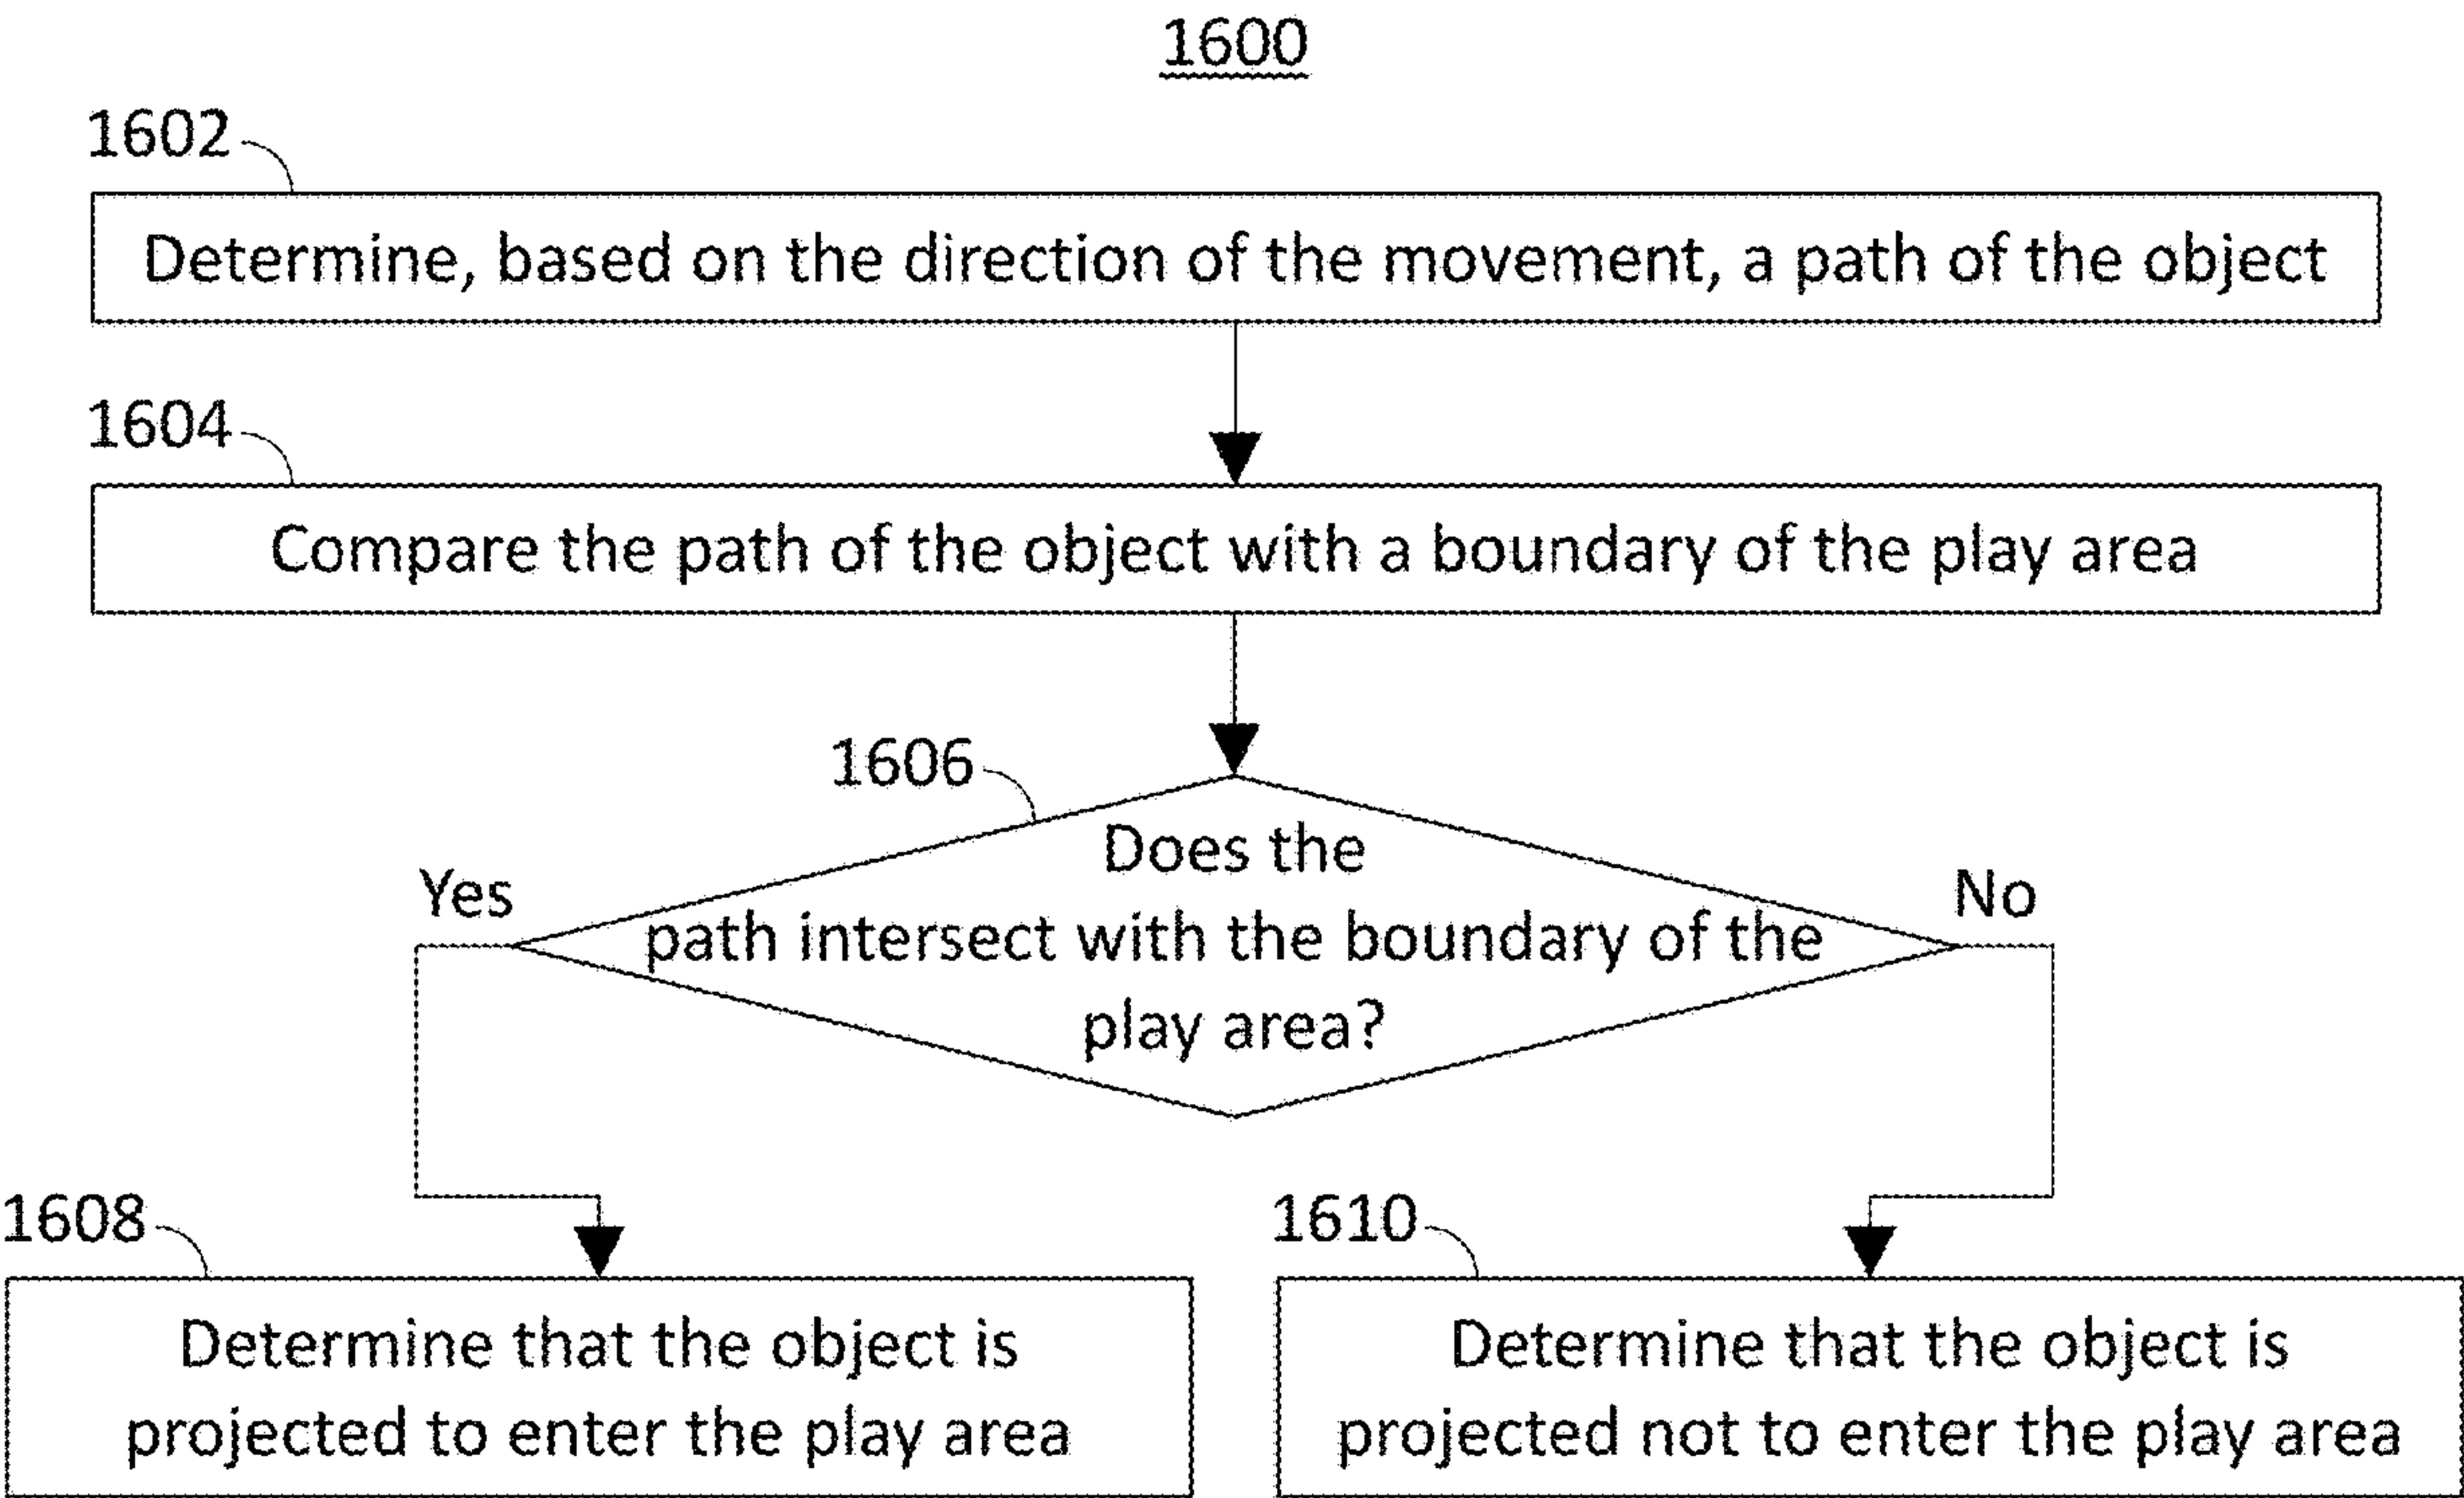 1600
1602
Determine, based on the direction of the movement, a path of the object
1604
Compare the path of the object with a boundary of the play area
1606
Does the
Yes
No
path intersect with the boundary of the
play area?
1608
1610
Determine that the object is
projected to enter the play area
Determine that the object is
projected not to enter the play area